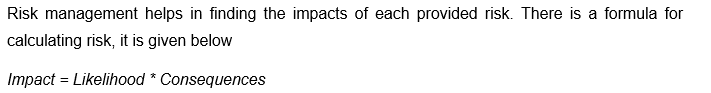 Risk management helps in finding the impacts of each provided risk. There is a formula for
calculating risk, it is given below
Impact = Likelihood * Consequences